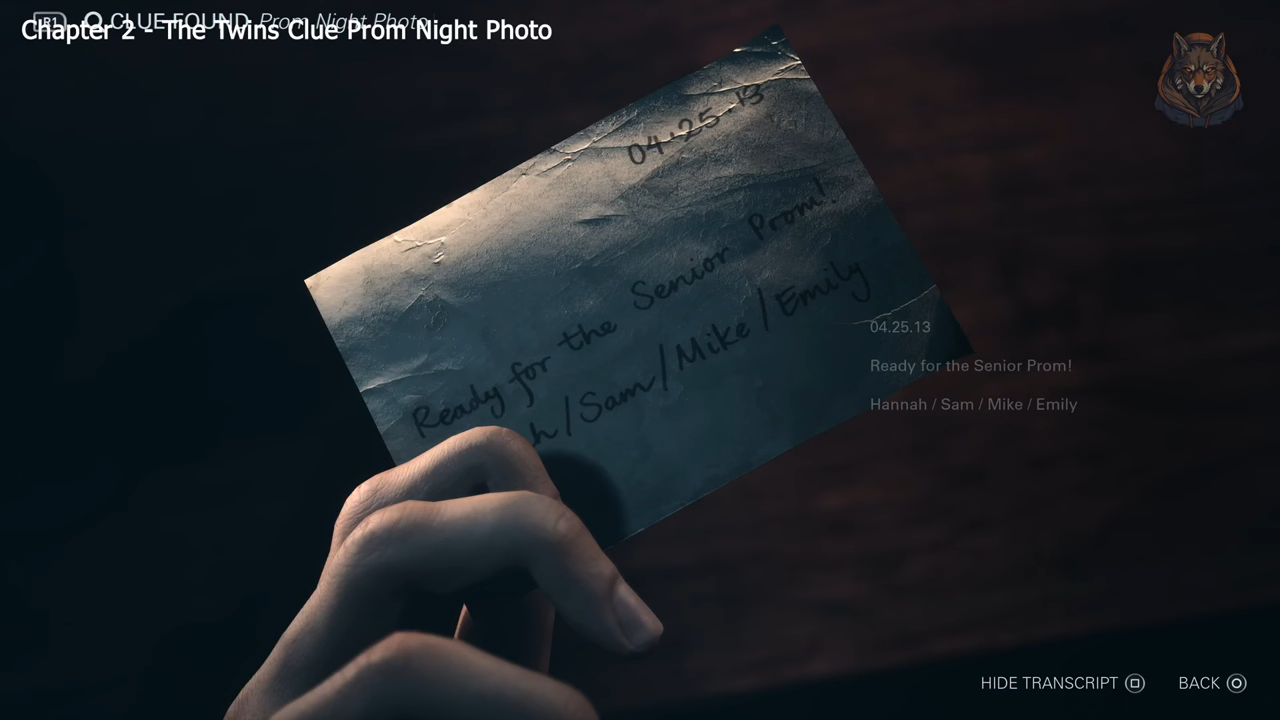 R1 CLUE FOUND Prom Night Photo
Chapter 2 - The Twins Clue Prom Night Photo
04.25.13
Ready for the Senior Prom!
h / Sam / Mike / Emily
04.25.13
Ready for the Senior Prom!
Hannah / Sam / Mike / Emily
HIDE TRANSCRIPT
BACK